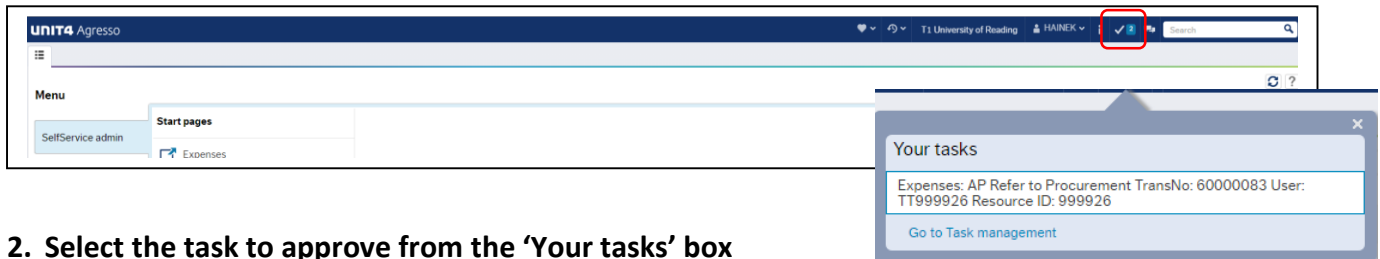 UNIT4 Agresso
T1 University of Reading HAINEK Search
Menu
SelfService admin
Start pages
Expenses
?
Your tasks
Expenses: AP Refer to Procurement TransNo: 60000083 User:
TT999926 Resource ID: 999926
Go to Task management
2. Select the task to approve from the ‘Your tasks’ box